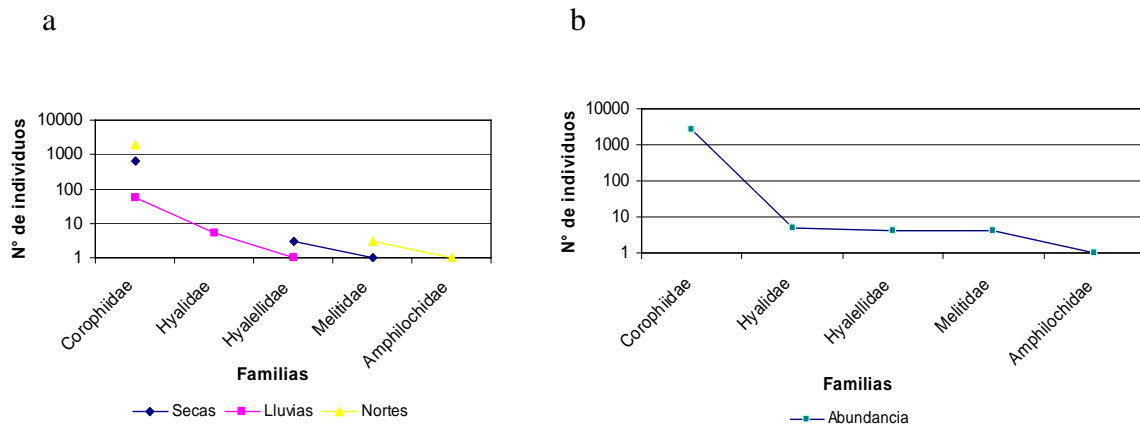 a
N° de individuos
10000
1000
100
10
1
Corophiidae
Hyalidae
Hyalellidae
Melitidae
Amphilochidae
Familias
Secas
Lluvias
Nortes
b
N° de individuos
10000
1000
100
10
1
Corophiidae
Hyalidae
Hyalellidae
Melitidae
Amphilochidae
Familias
Abundancia